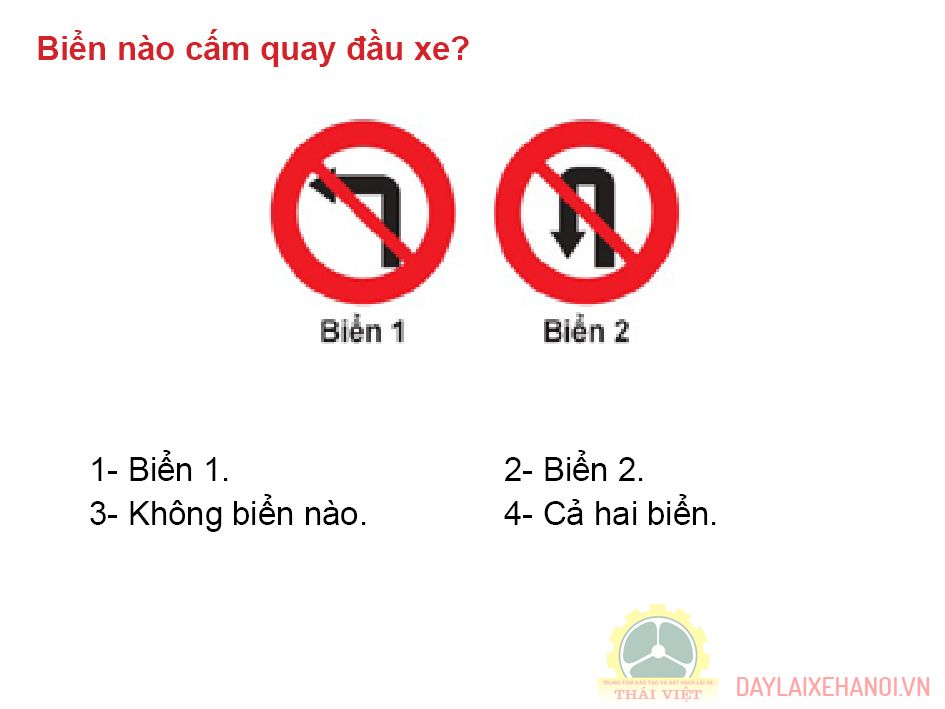 Biển nào cấm quay đầu xe?
Biển 1 Biển 2
1- Biển 1. 2- Biển 2.
3- Không biển nào. 4- Cả hai biển.
TRUNG TÂM ĐÀO TẠO VÀ SÁT HẠCH LÁI XE
THÁI VIỆT
DAYLAIXEHANOI.VN